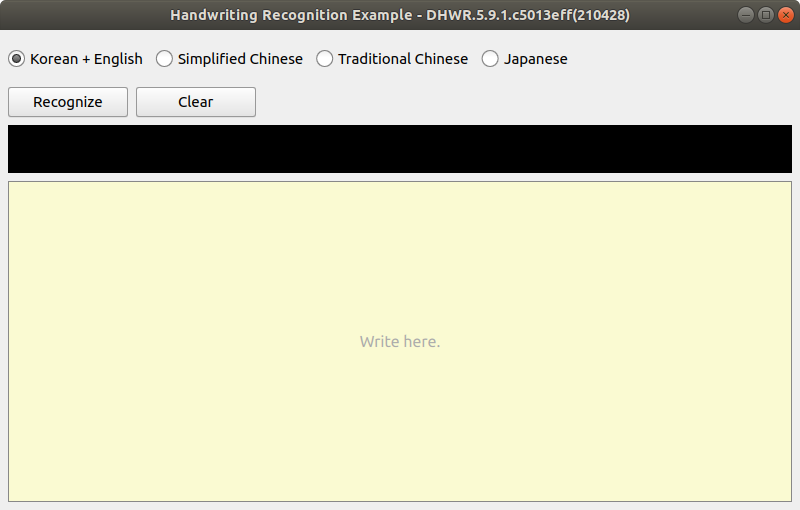 Handwriting Recognition Example - DHWR.5.9.1.c5013eff(210428)
Korean + English Simplified Chinese Traditional Chinese Japanese
Recognize Clear
Write here.